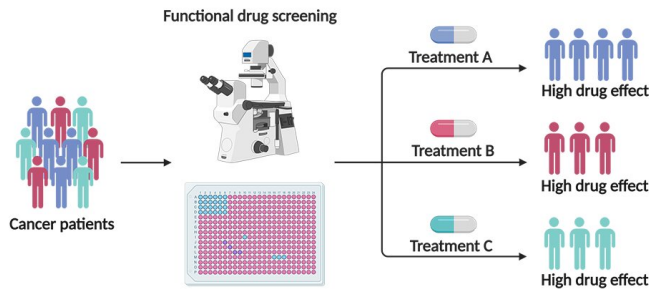 Functional drug screening
Cancer patients
Treatment A
High drug effect
Treatment B
High drug effect
Treatment C
High drug effect